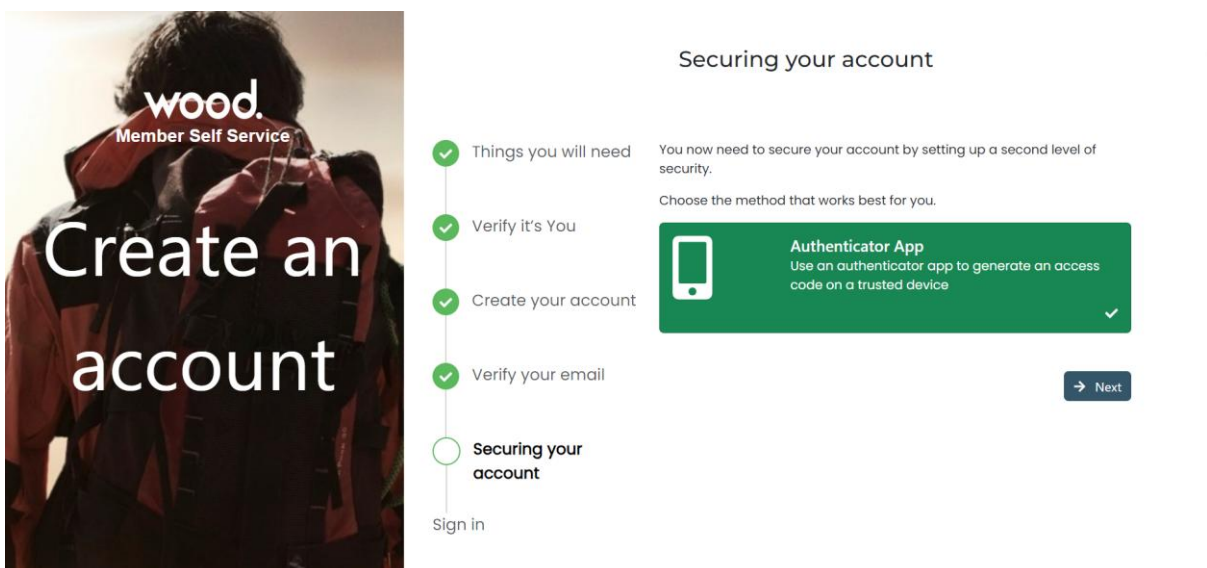 wood.
Member Self Service
Create an
account
Securing your account
Things you will need
Verify it's You
Create your account
Verify your email
Securing your
account
Sign in
You now need to secure your account by setting up a second level of
security.
Choose the method that works best for you.
Authenticator App
Use an authenticator app to generate an access
code on a trusted device
Next